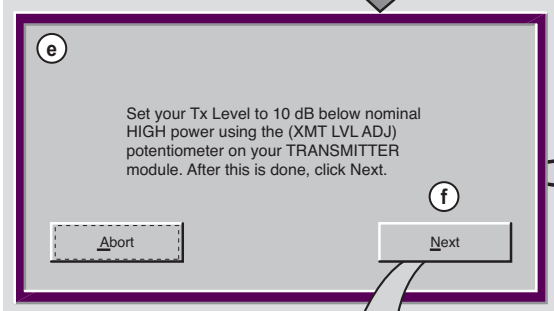 e
Set your Tx Level to 10 dB below nominal
HIGH power using the (XMT LVL ADJ)
potentiometer on your TRANSMITTER
module. After this is done, click Next.
f
Abort
Next